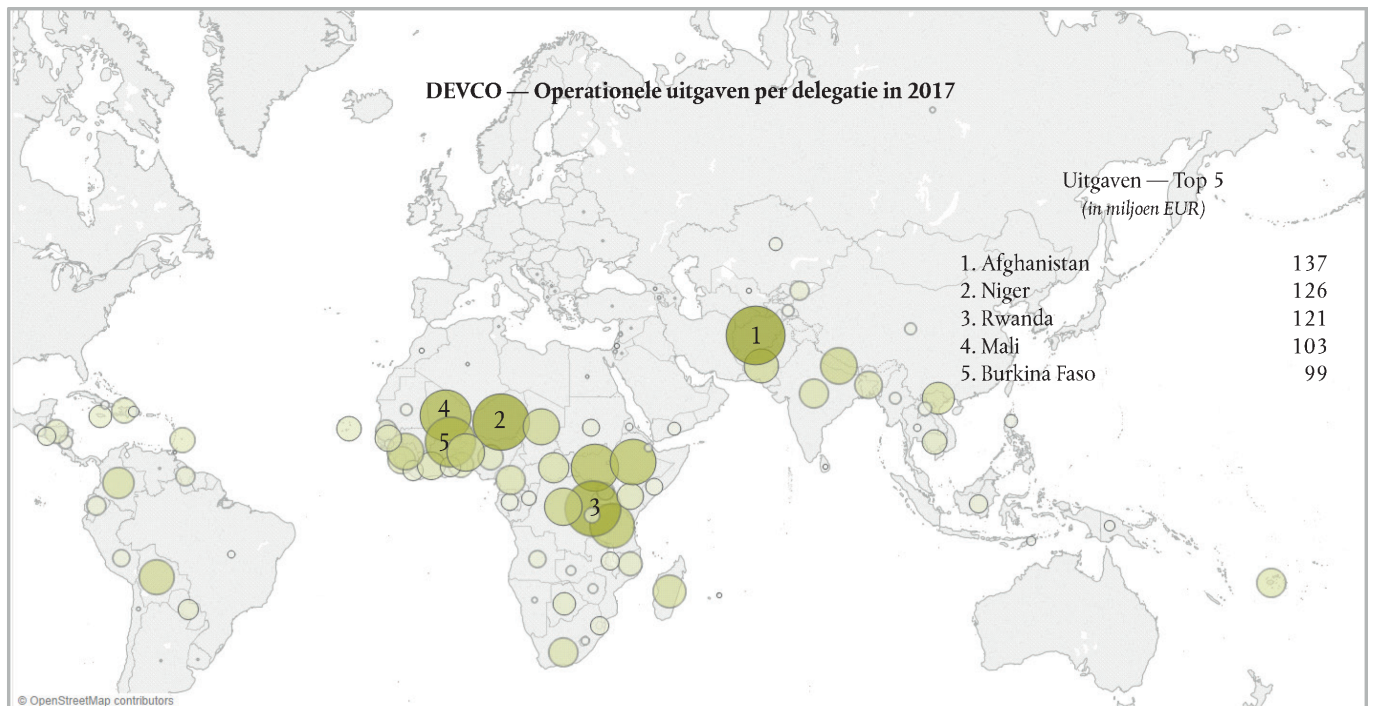 DEVCO — Operationele uitgaven per delegatie in 2017
Uitgaven — Top 5
(in miljoen EUR)
1. Afghanistan 137
2. Niger 126
3. Rwanda 121
4. Mali 103
5. Burkina Faso 99
1
4
2
5
3
© OpenStreetMap contributors